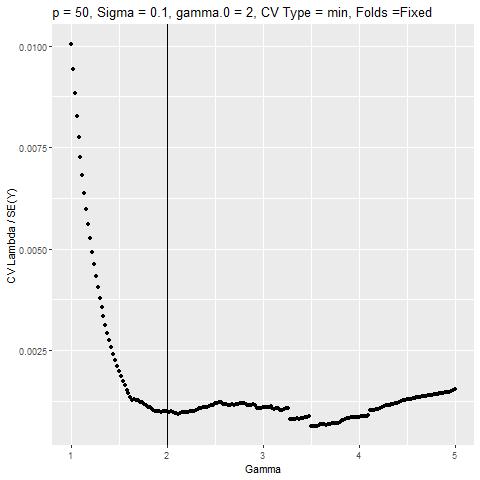 p = 50, Sigma = 0.1, gamma.0 = 2, CV Type = min, Folds =Fixed
0.0100
0.0075
0.0050
0.0025
CV Lambda / SE(Y)
1 2 3 4 5
Gamma